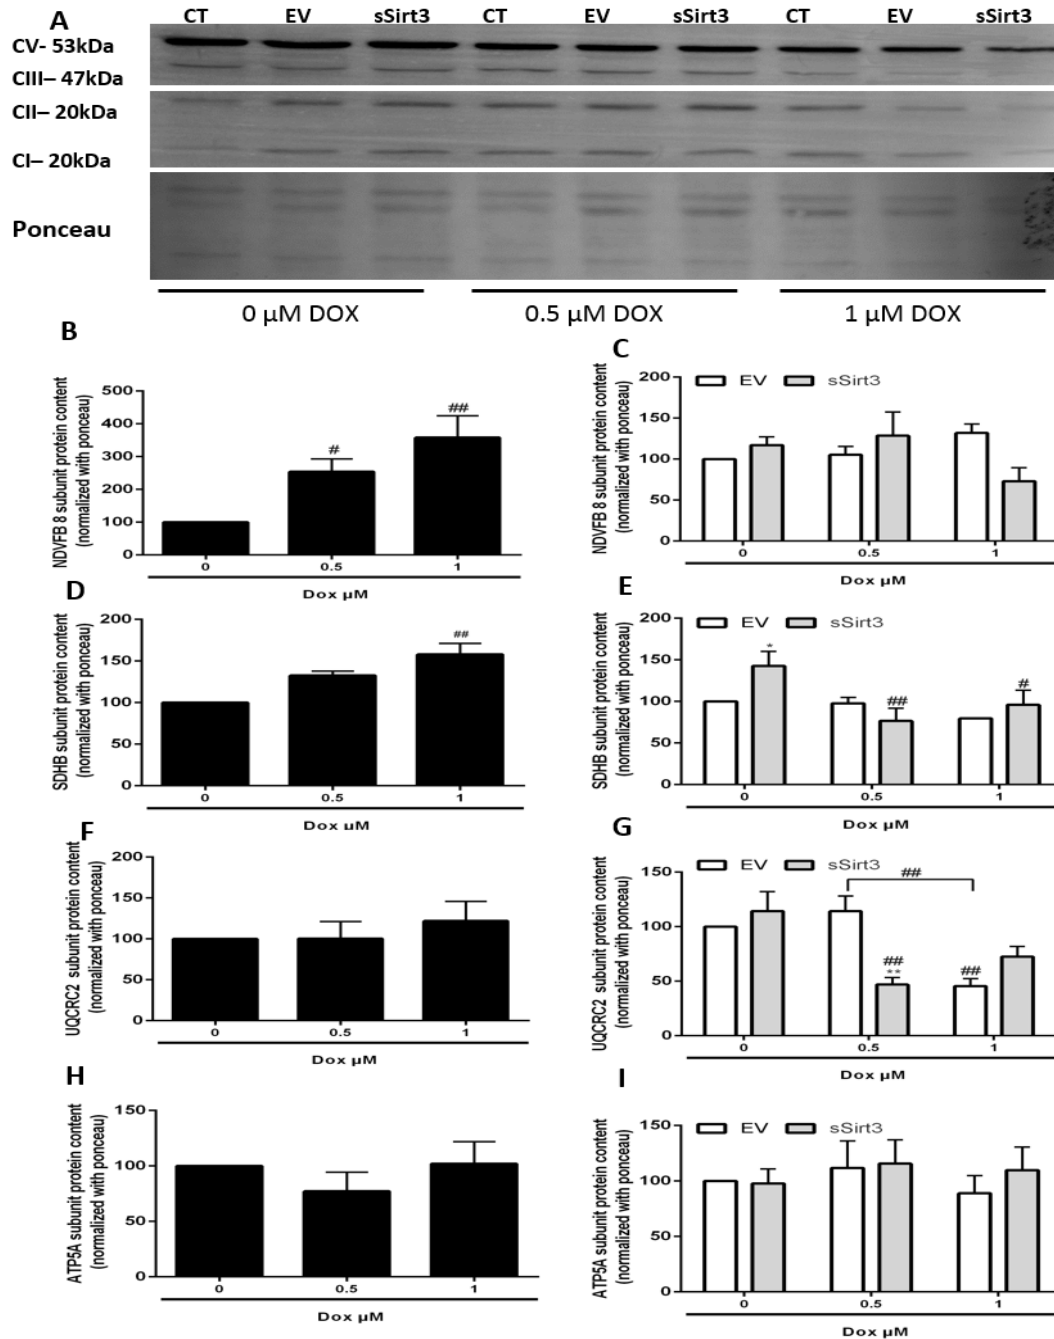 A
CT EV sSirt3 CT EV sSirt3 CT EV sSirt3
CV- 53kDa
CIII– 47kDa
CII– 20kDa
CI– 20kDa
Ponceau
0 µM DOX 0.5 µM DOX 1 µM DOX
B
NDVFB 8 subunit protein content
(normalized with ponceau)
500
400
300
200
100
0
#
##
0 0.5 1
Dox µM
C
NDVFB 8 subunit protein content
(normalized with ponceau)
200
150
100
50
0
EV sSirt3
0 0.5 1
Dox µM
D
SDHB subunit protein content
(normalized with ponceau)
200
150
100
50
0
##
0 0.5 1
Dox µM
E
SDHB subunit protein content
(normalized with ponceau)
200
150
100
50
0
EV sSirt3
*
##
#
0 0.5 1
Dox µM
F
UQCRC2 subunit protein content
(normalized with ponceau)
200
150
100
50
0
0 0.5 1
Dox µM
G
UQCRC2 subunit protein content
(normalized with ponceau)
150
100
50
0
EV sSirt3
##
##
**
##
0 0.5 1
Dox µM
H
ATP5A subunit protein content
(normalized with ponceau)
150
100
50
0
0 0.5 1
Dox µM
I
ATP5A subunit protein content
(normalized with ponceau)
150
100
50
0
EV sSirt3
0 0.5 1
Dox µM